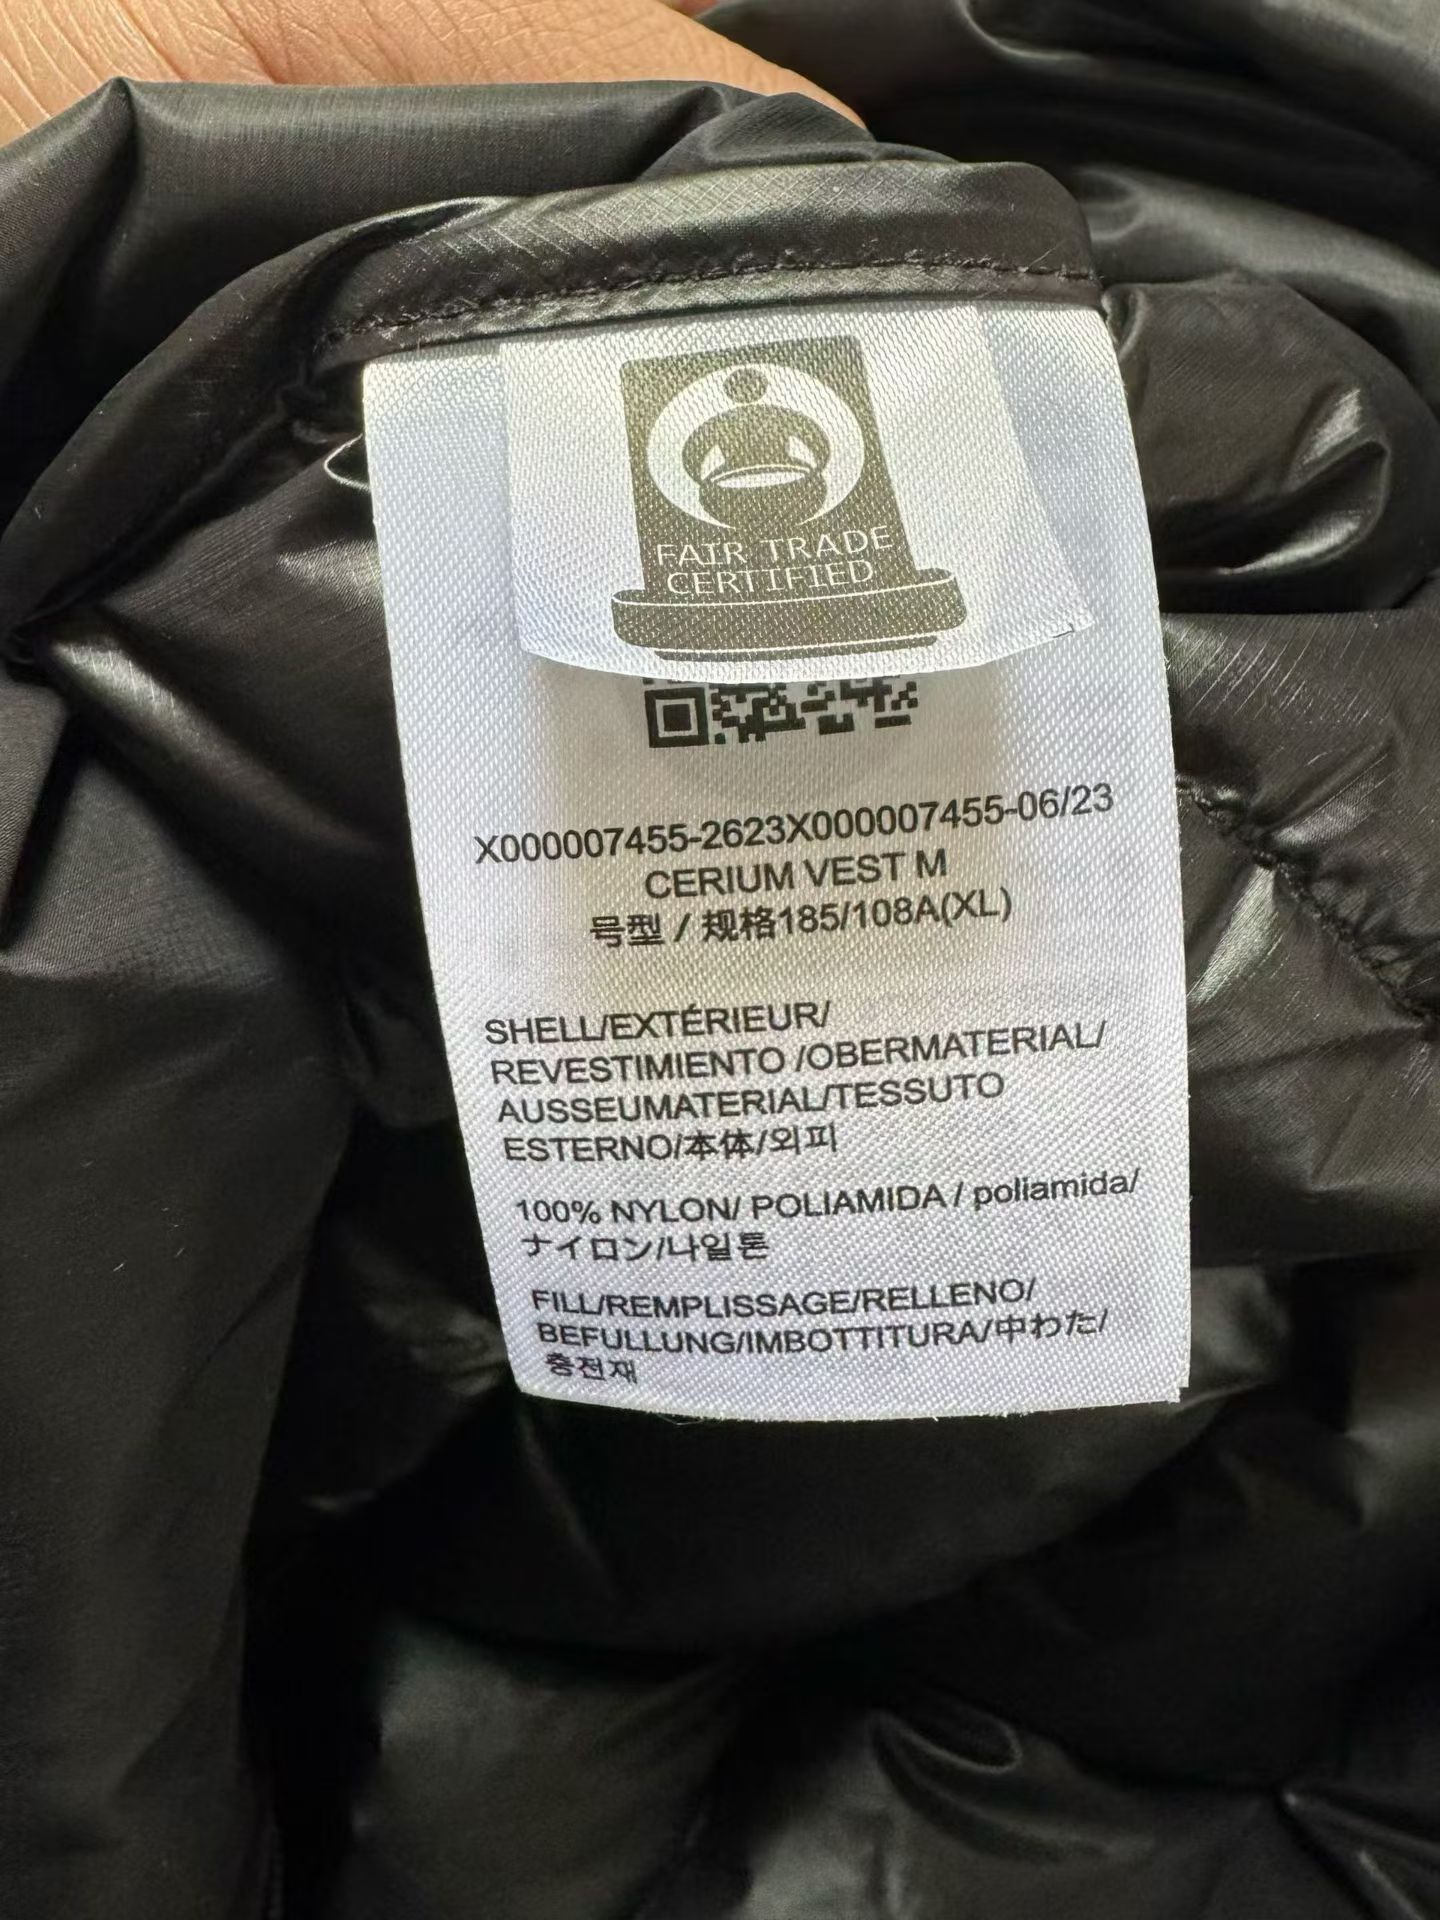 FAIR TRADE
CERTIFIED
X000007455-2623X000007455-06/23
CERIUM VEST M
号型 / 规格185/108A(XL)
SHELL/EXTÉRIEUR/
REVESTIMIENTO /OBERMATERIAL/
AUSSEUMATERIAL/TESSUTO
ESTERNO/本体/외피
100% NYLON/ POLIAMIDA / poliamida/
ナイロン/나일론
FILL/REMPLISSAGE/RELLENO/
BEFULLUNG/IMBOTTITURA/中わた/
충전재